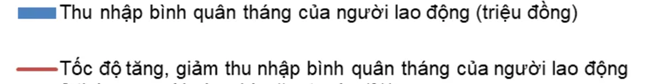 Thu nhập bình quân tháng của người lao động (triệu đồng)
Tốc độ tăng, giảm thu nhập bình quân tháng của người lao động